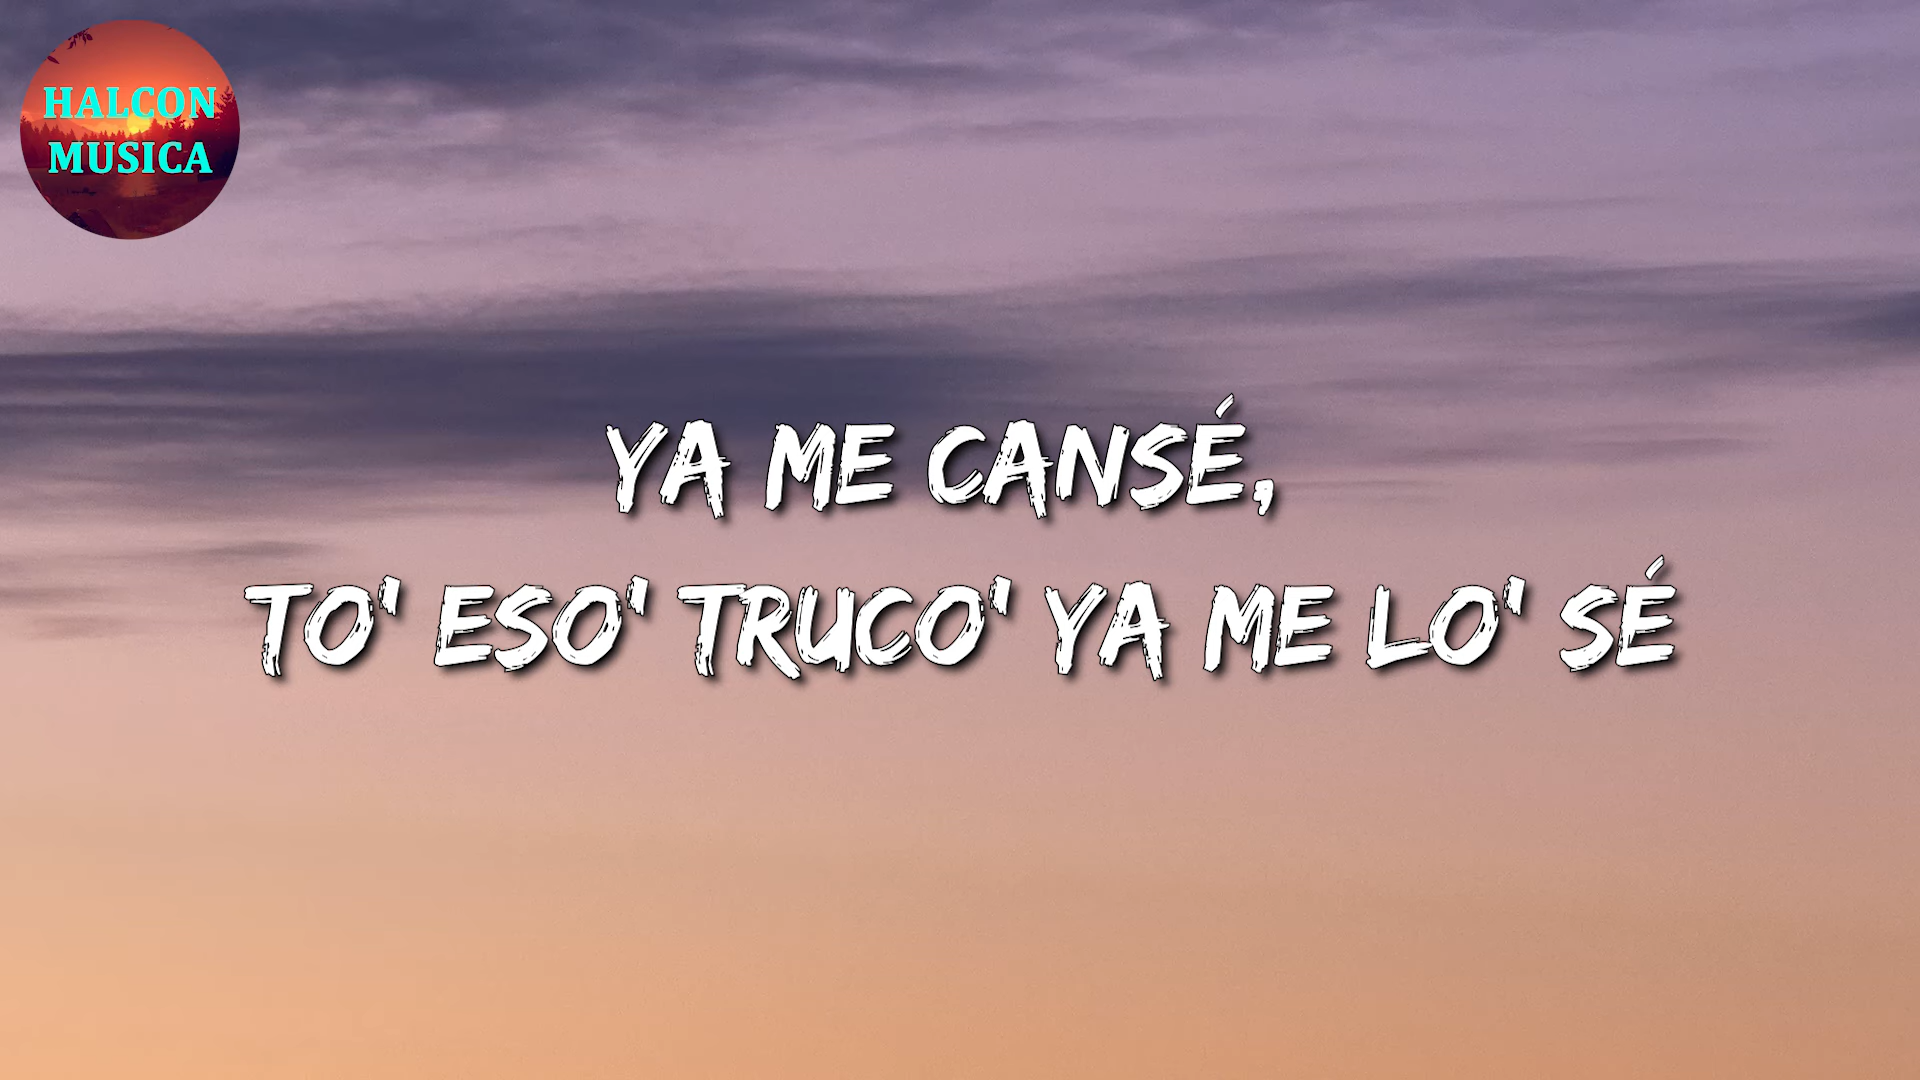 HALCON
MUSICA
YA ME CANSÉ,
TO' ESO' TRUCO' YA ME LO' SÉ